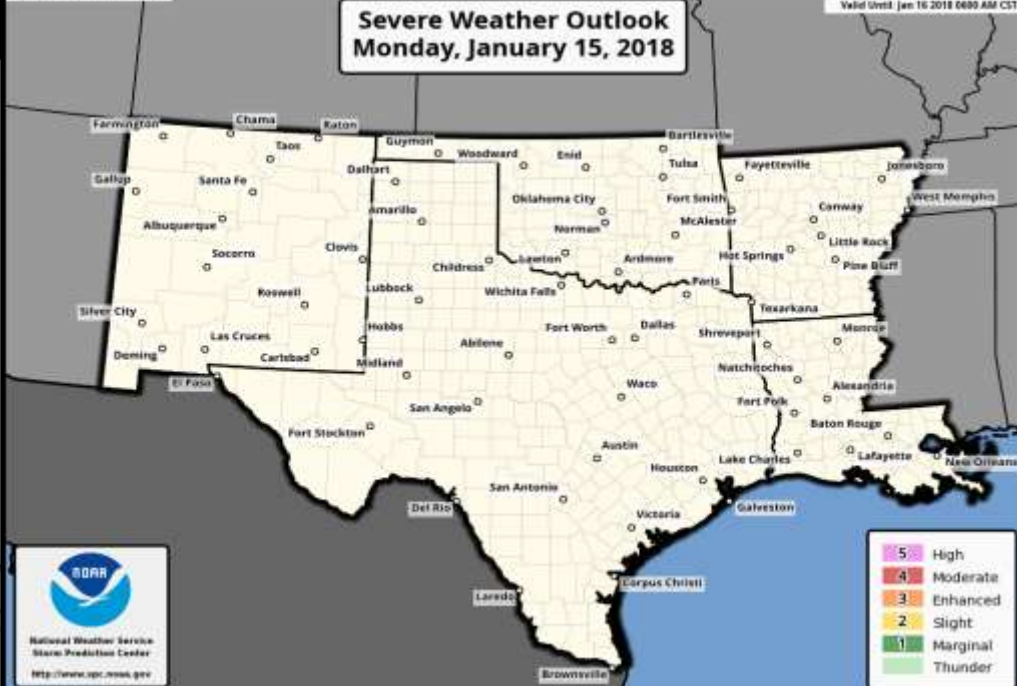 Valid Until: Jan 16 2018 0600 AM CST
Severe Weather Outlook
Monday, January 15, 2018
Farmington
Chama
Raton
Taos
Guymon
Woodward
Enid
Bartlesville
Tulsa
Fayetteville
Jonesboro
Gallup
Santa Fe
Dalhart
Oklahoma City
Fort Smith
West Memphis
Albuquerque
Amarillo
Norman
McAlester
Conway
Little Rock
Socorro
Clovis
Childress
Lawton
Ardmore
Hot Springs
Pine Bluff
Roswell
Lubbock
Wichita Falls
Paris
Texarkana
Silver City
Las Cruces
Hobbs
Abilene
Fort Worth
Dallas
Shreveport
Monroe
Deming
Carlsbad
Midland
Natchitoches
El Paso
San Angelo
Waco
Fort Polk
Alexandria
Fort Stockton
Austin
Baton Rouge
Houston
Lake Charles
Lafayette
New Orleans
San Antonio
Del Rio
Victoria
Galveston
Laredo
Corpus Christi
Brownsville
NOAA
National Weather Service
Storm Prediction Center
http://www.spc.noaa.gov
5 High
4 Moderate
3 Enhanced
2 Slight
1 Marginal
Thunder